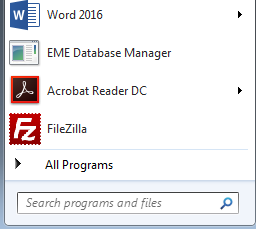 Word 2016
EME Database Manager
Acrobat Reader DC
FileZilla
All Programs
Search programs and files